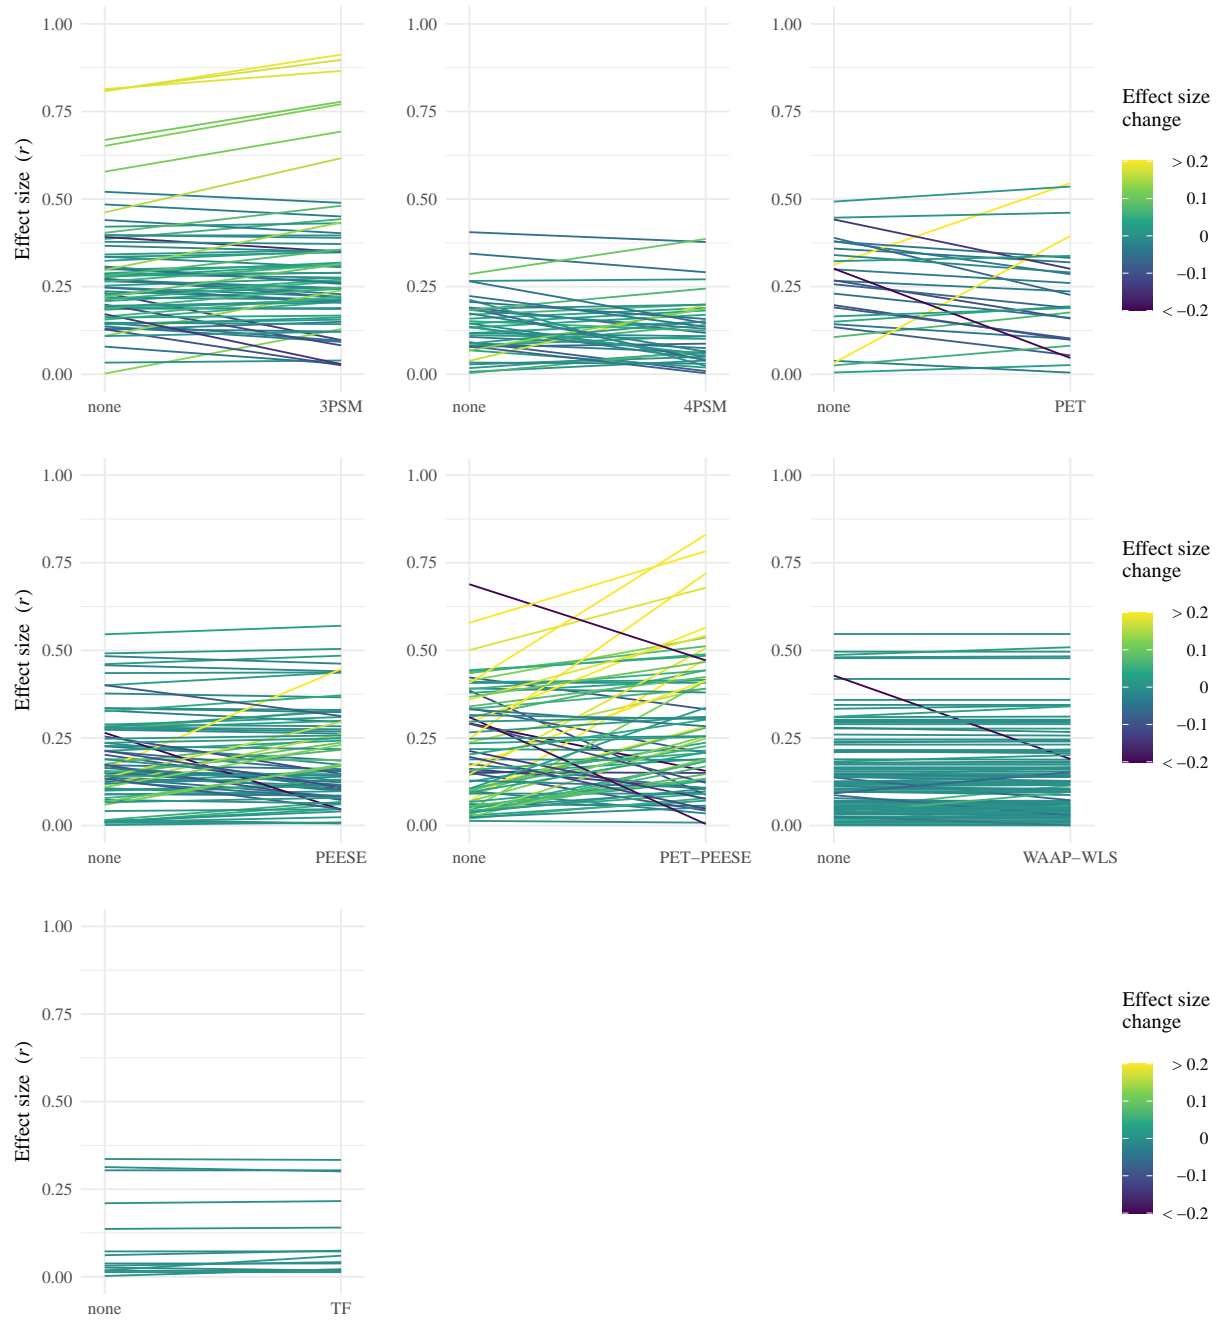 Effect size (r)
1.00
0.75
0.50
0.25
0.00
none
3PSM
1.00
0.75
0.50
0.25
0.00
none
4PSM
1.00
0.75
0.50
0.25
0.00
none
PET
Effect size
change
> 0.2
0.1
0
−0.1
< −0.2
Effect size (r)
1.00
0.75
0.50
0.25
0.00
none
PEESE
1.00
0.75
0.50
0.25
0.00
none
PET−PEESE
1.00
0.75
0.50
0.25
0.00
none
WAAP−WLS
Effect size
change
> 0.2
0.1
0
−0.1
< −0.2
Effect size (r)
1.00
0.75
0.50
0.25
0.00
none
TF
Effect size
change
> 0.2
0.1
0
−0.1
< −0.2